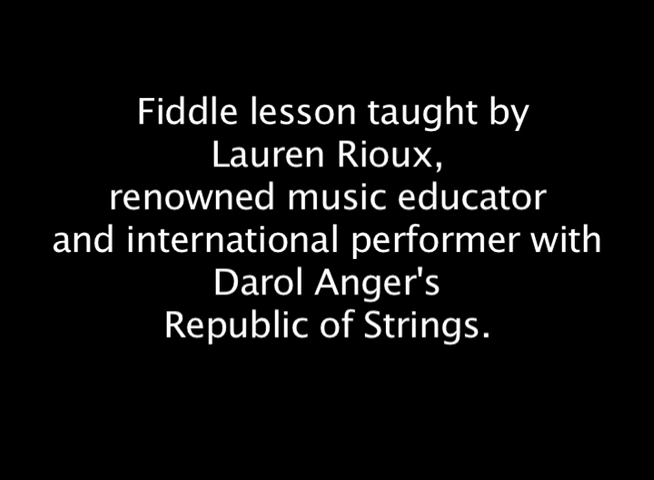 Fiddle lesson taught by
Lauren Rioux,
renowned music educator
and international performer with
Darol Anger's
Republic of Strings.